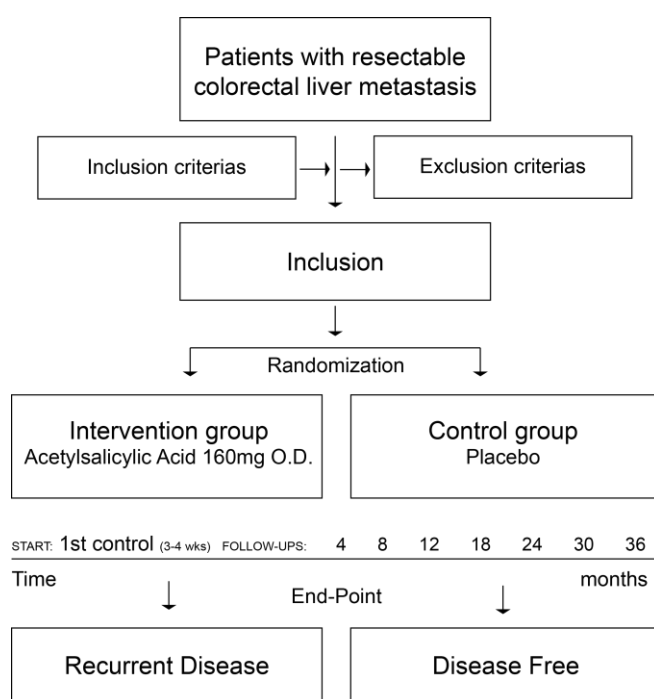 Patients with resectable
colorectal liver metastasis
Inclusion criterias
Exclusion criterias
Inclusion
Randomization
Intervention group
Acetylsalicylic Acid 160mg O.D.
Control group
Placebo
START: 1st control (3-4 wks) FOLLOW-UPS: 4 8 12 18 24 30 36
Time
months
End-Point
Recurrent Disease
Disease Free